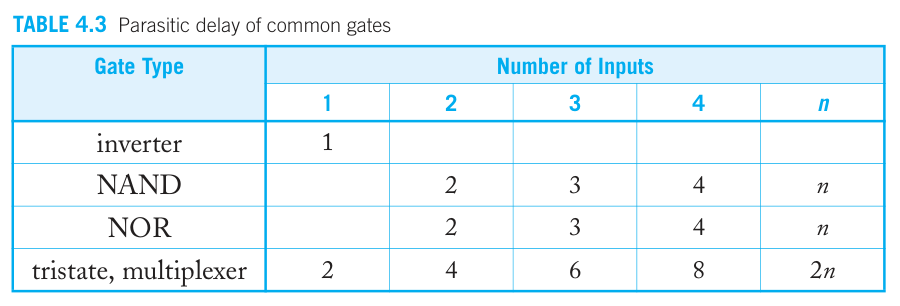 TABLE 4.3 Parasitic delay of common gates
Gate Type Number of Inputs
1 2 3 4 n
inverter 1
NAND 2 3 4 n
NOR 2 3 4 n
tristate, multiplexer 2 4 6 8 2n